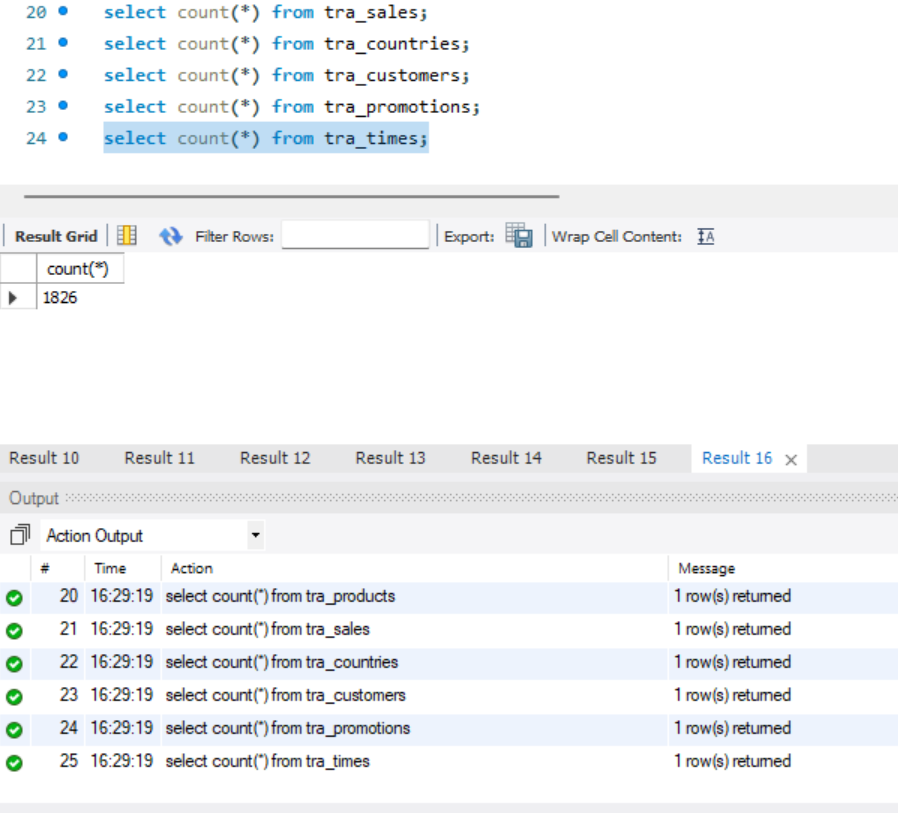 20 select count(*) from tra_sales;
21 select count(*) from tra_countries;
22 select count(*) from tra_customers;
23 select count(*) from tra_promotions;
24 select count(*) from tra_times;
Result Grid Filter Rows: Export: Wrap Cell Content: IA
count(*)
1826
Result 10 Result 11 Result 12 Result 13 Result 14 Result 15 Result 16 ×
Output
Action Output
# Time Action Message
20 16:29:19 select count(*) from tra_products 1 row(s) returned
21 16:29:19 select count(*) from tra_sales 1 row(s) returned
22 16:29:19 select count(*) from tra_countries 1 row(s) returned
23 16:29:19 select count(*) from tra_customers 1 row(s) returned
24 16:29:19 select count(*) from tra_promotions 1 row(s) returned
25 16:29:19 select count(*) from tra_times 1 row(s) returned